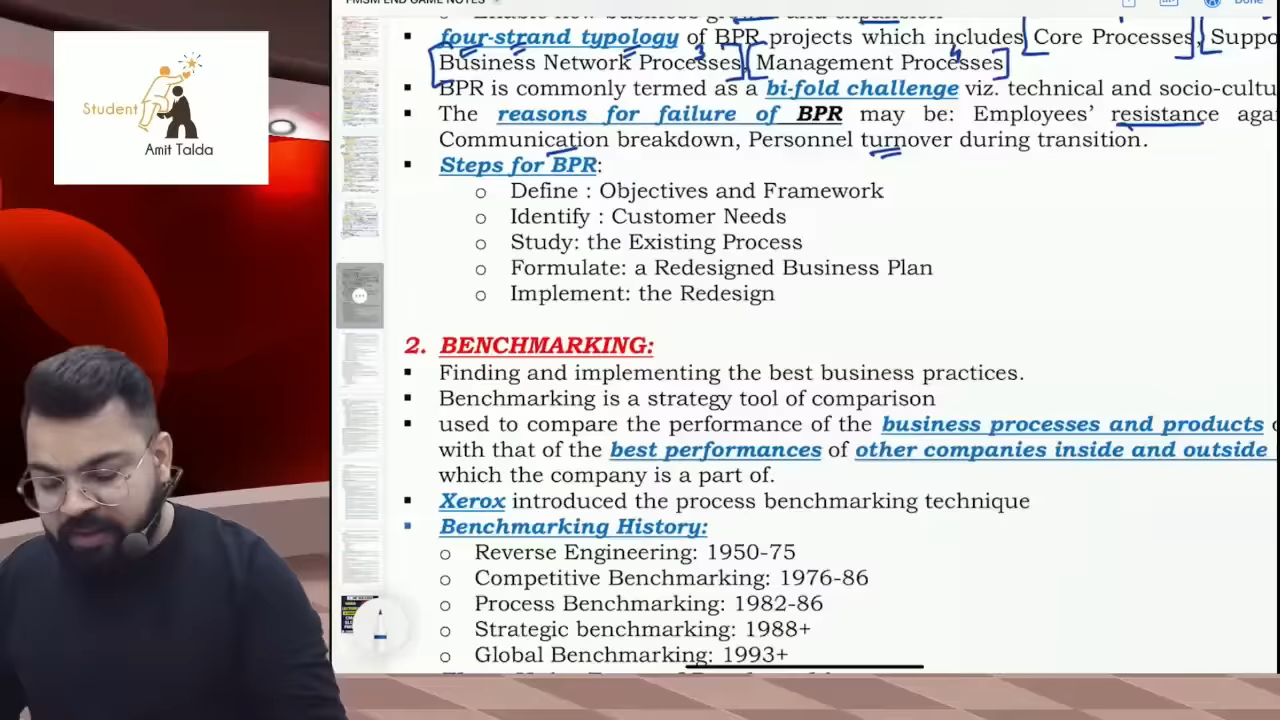 FMSM END GAME NOTES
Done
four-strand typology of BPR projects which includes Core Processes, Suppo
Business Network Processes, Management Processes
BPR is commonly termed as a bi-fold challenge viz. technical and socio-cultu
The reasons for failure of BPR may be: Employees' resistance aga
Communication breakdown, Personnel turnover during transition.
Steps for BPR:
Define : Objective and Framework
Identify : Customer Needs
Study: the Existing Process
Formulate: a Redesigned Business Plan
Implement: the Redesign
2. BENCHMARKING:
Finding and implementing the best business practices.
Benchmarking is a strategy tool of comparison
used to compare the performance of the business processes and products
with that of the best performances of other companies inside and outside
which the company is a part of.
Xerox introduced the process benchmarking technique
Benchmarking History:
Reverse Engineering: 1950-75
Competitive Benchmarking: 1976-86
Process Benchmarking: 1982-86
Strategic benchmarking: 1988+
Global Benchmarking: 1993+
Student
Amit Talda